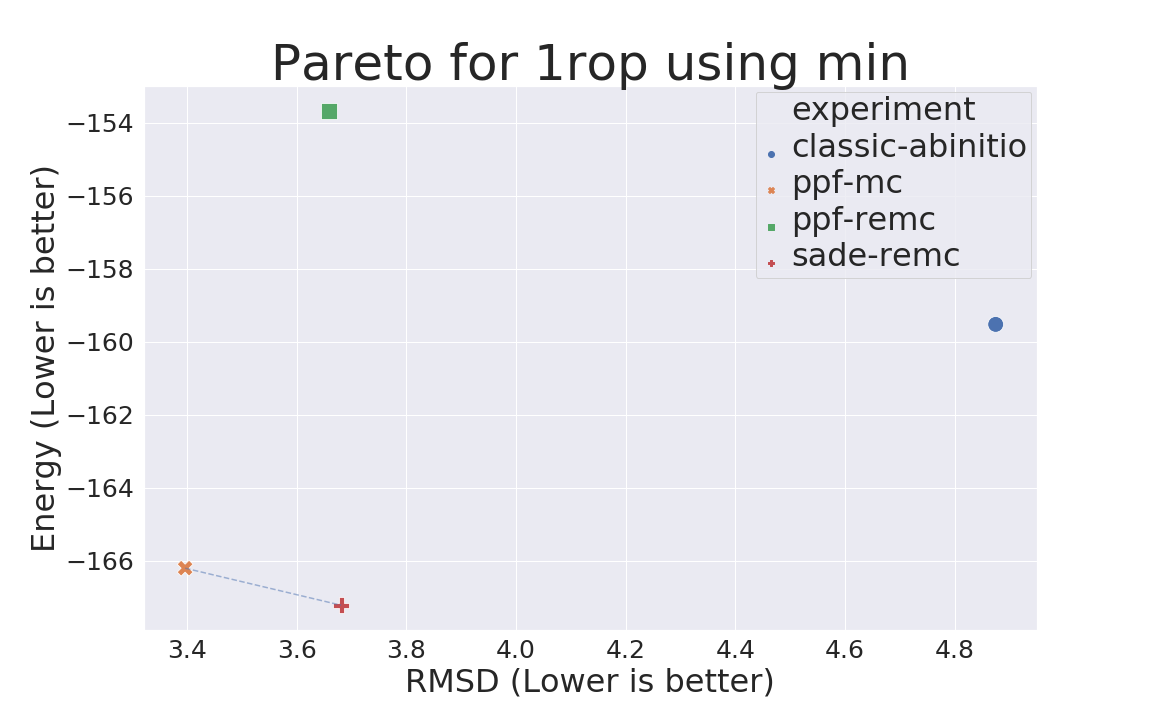 Pareto for 1rop using min
experiment
classic-abinitio
ppf-mc
ppf-remc
sade-remc
Energy (Lower is better)
−154
−156
−158
−160
−162
−164
−166
3.4 3.6 3.8 4.0 4.2 4.4 4.6 4.8
RMSD (Lower is better)